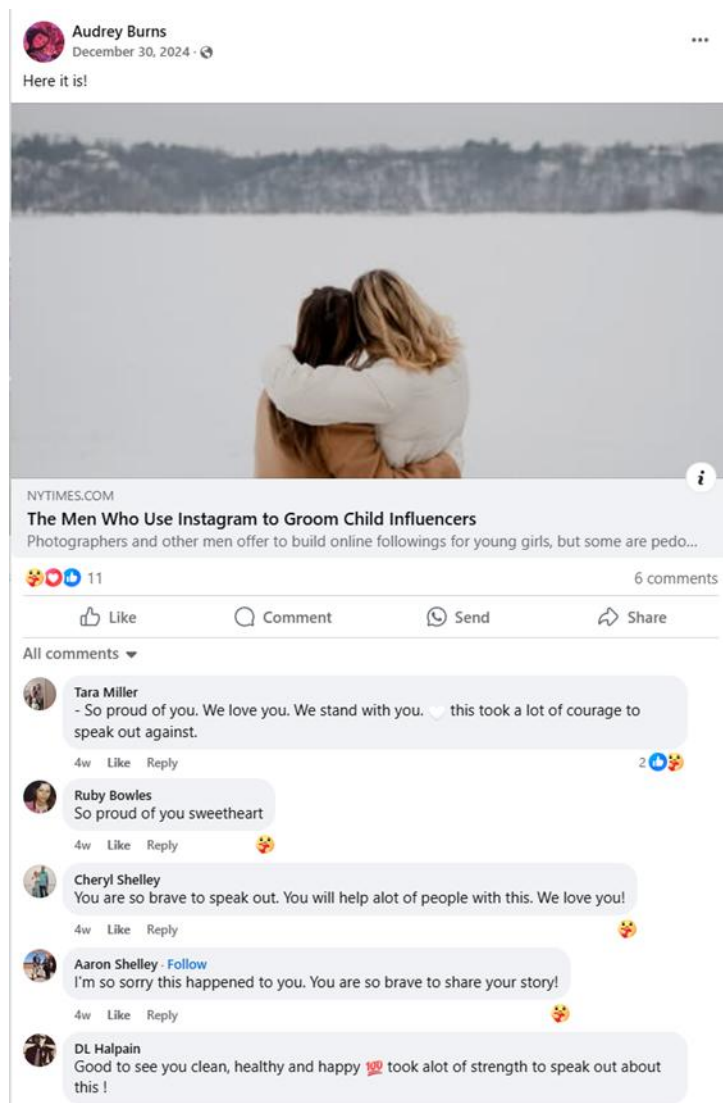 Audrey Burns
December 30, 2024 ·
Here it is!
NYTIMES.COM
The Men Who Use Instagram to Groom Child Influencers
Photographers and other men offer to build online followings for young girls, but some are pedo...
11
6 comments
Like Comment Send Share
All comments
Tara Miller
- So proud of you. We love you. We stand with you. 🤍 this took a lot of courage to
speak out against.
4w Like Reply 2
Ruby Bowles
So proud of you sweetheart
4w Like Reply
Cheryl Shelley
You are so brave to speak out. You will help alot of people with this. We love you!
4w Like Reply
Aaron Shelley · Follow
I'm so sorry this happened to you. You are so brave to share your story!
4w Like Reply
DL Halpain
Good to see you clean, healthy and happy 💯 took alot of strength to speak out about
this !